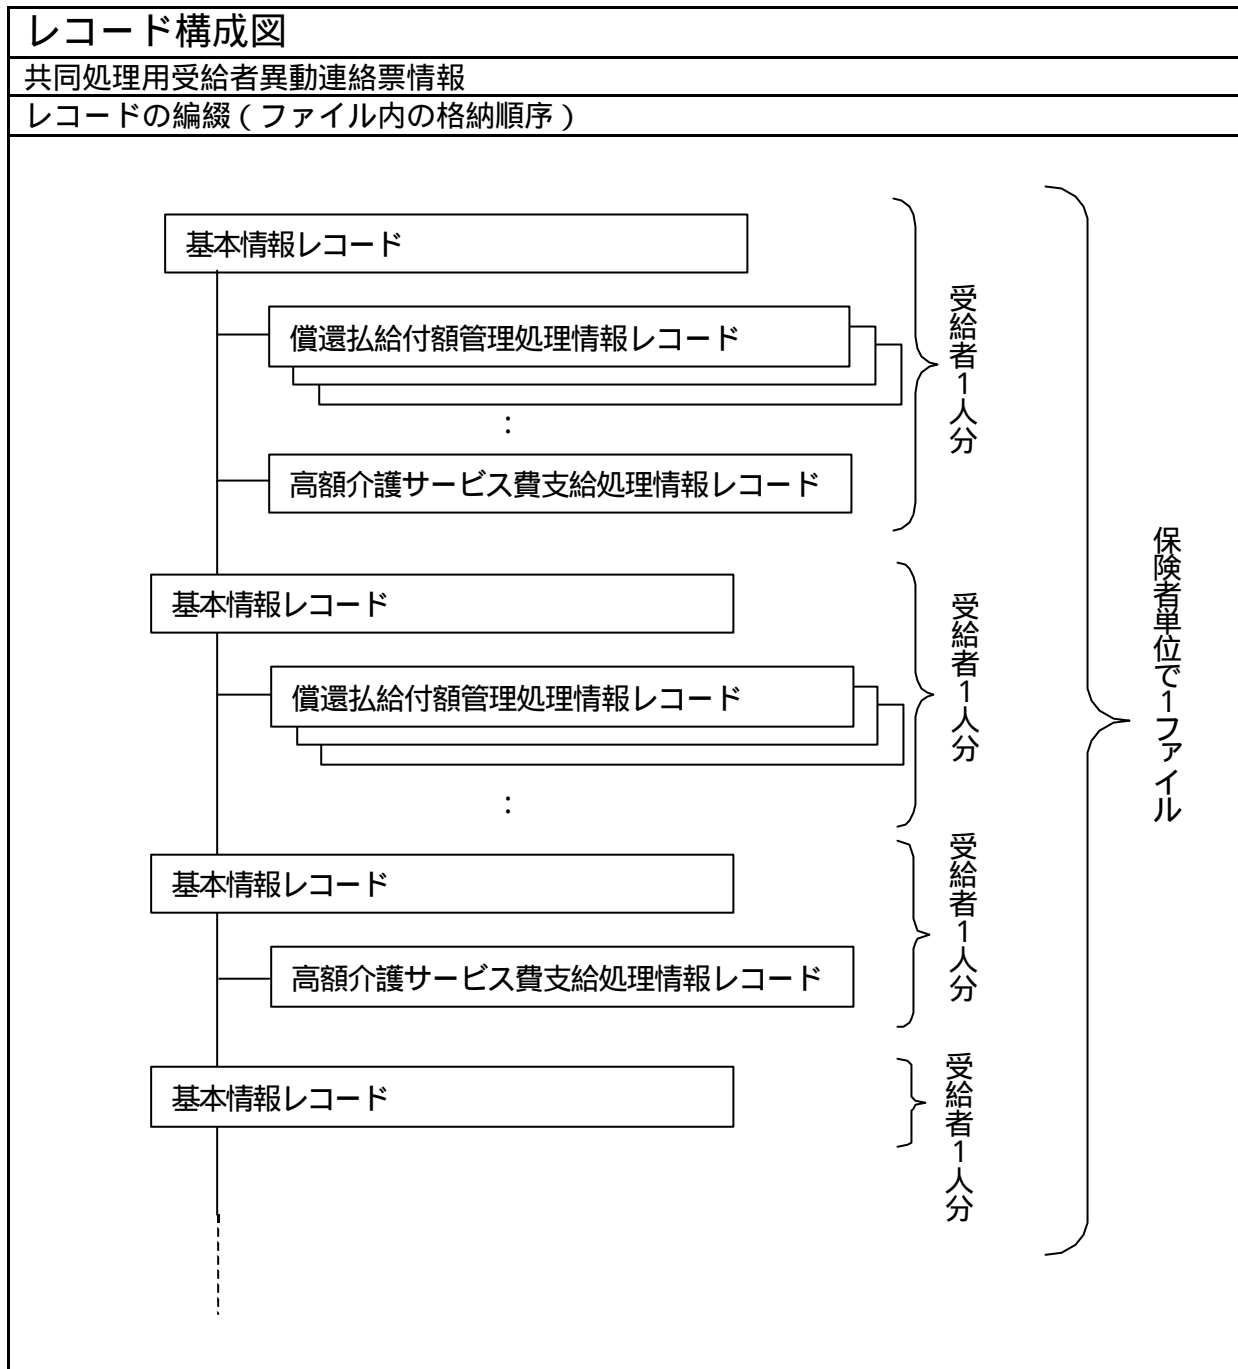 レコード構成図
共同処理用受給者異動連絡票情報
レコードの編綴（ファイル内の格納順序）
基本情報レコード
償還払給付額管理処理情報レコード
：
高額介護サービス費支給処理情報レコード
受給者1人分
基本情報レコード
償還払給付額管理処理情報レコード
：
受給者1人分
基本情報レコード
高額介護サービス費支給処理情報レコード
受給者1人分
基本情報レコード
受給者1人分
保険者単位で1ファイル